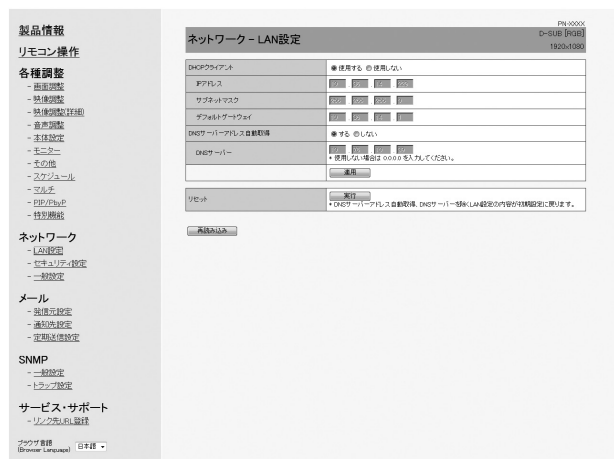 製品情報
リモコン操作
各種調整
- 画面調整
- 映像調整
- 映像調整(詳細)
- 音声調整
- 本体設定
- モニター
- その他
- スケジュール
- マルチ
- PIP/PbyP
- 特別機能
ネットワーク
- LAN設定
- セキュリティ設定
- 一般設定
メール
- 発信元設定
- 通知先設定
- 定期送信設定
SNMP
- 一般設定
- トラップ設定
サービス・サポート
- リンク先URL登録
ブラウザ言語
(Browser Language) 日本語
PN-XXXX
ネットワーク - LAN設定
D-SUB [RGB]
1920x1080
DHCPクライアント 使用する 使用しない
IPアドレス
サブネットマスク
デフォルトゲートウェイ
DNSサーバーアドレス自動取得 する しない
DNSサーバー
* 使用しない場合は 0.0.0.0 を入力してください。
適用
リセット 実行
* DNSサーバーアドレス自動取得、DNSサーバーを除くLAN設定の内容が初期設定に戻ります。
再読み込み